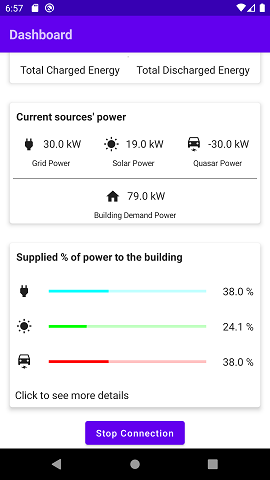 6:57
Dashboard
Total Charged Energy Total Discharged Energy
Current sources' power
30.0 kW 19.0 kW -30.0 kW
Grid Power Solar Power Quasar Power
79.0 kW
Building Demand Power
Supplied % of power to the building
38.0 %
24.1 %
38.0 %
Click to see more details
Stop Connection